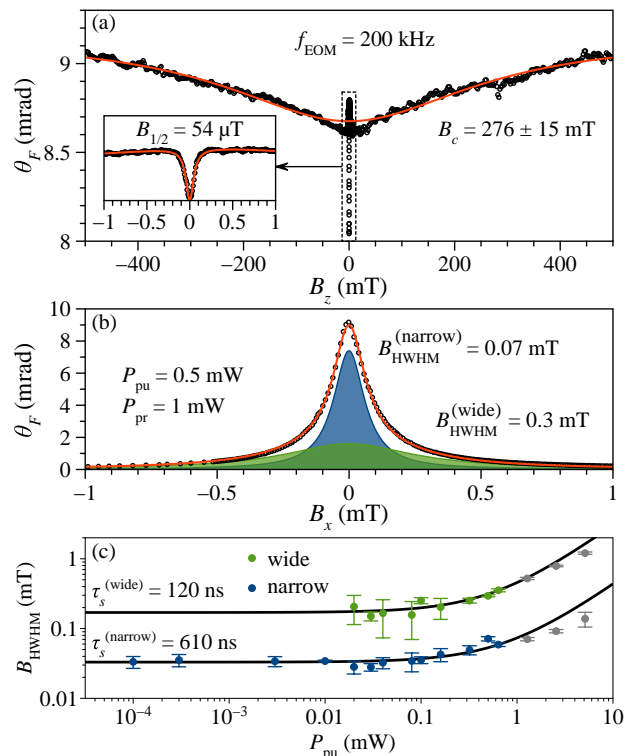 (a)
f_EOM = 200 kHz
B_1/2 = 54 µT
B_c = 276 ± 15 mT
θ_F (mrad)
9
8.5
8
−1 −0.5 0 0.5 1
−400 −200 0 200 400
B_z (mT)
(b)
P_pu = 0.5 mW
P_pr = 1 mW
B_HWHM^(narrow) = 0.07 mT
B_HWHM^(wide) = 0.3 mT
θ_F (mrad)
10
8
6
4
2
0
−1 −0.5 0 0.5 1
B_x (mT)
(c)
wide
narrow
τ_s^(wide) = 120 ns
τ_s^(narrow) = 610 ns
B_HWHM (mT)
1
0.1
0.01
10^−4 10^−3 0.01 0.1 1 10
P_pu (mW)